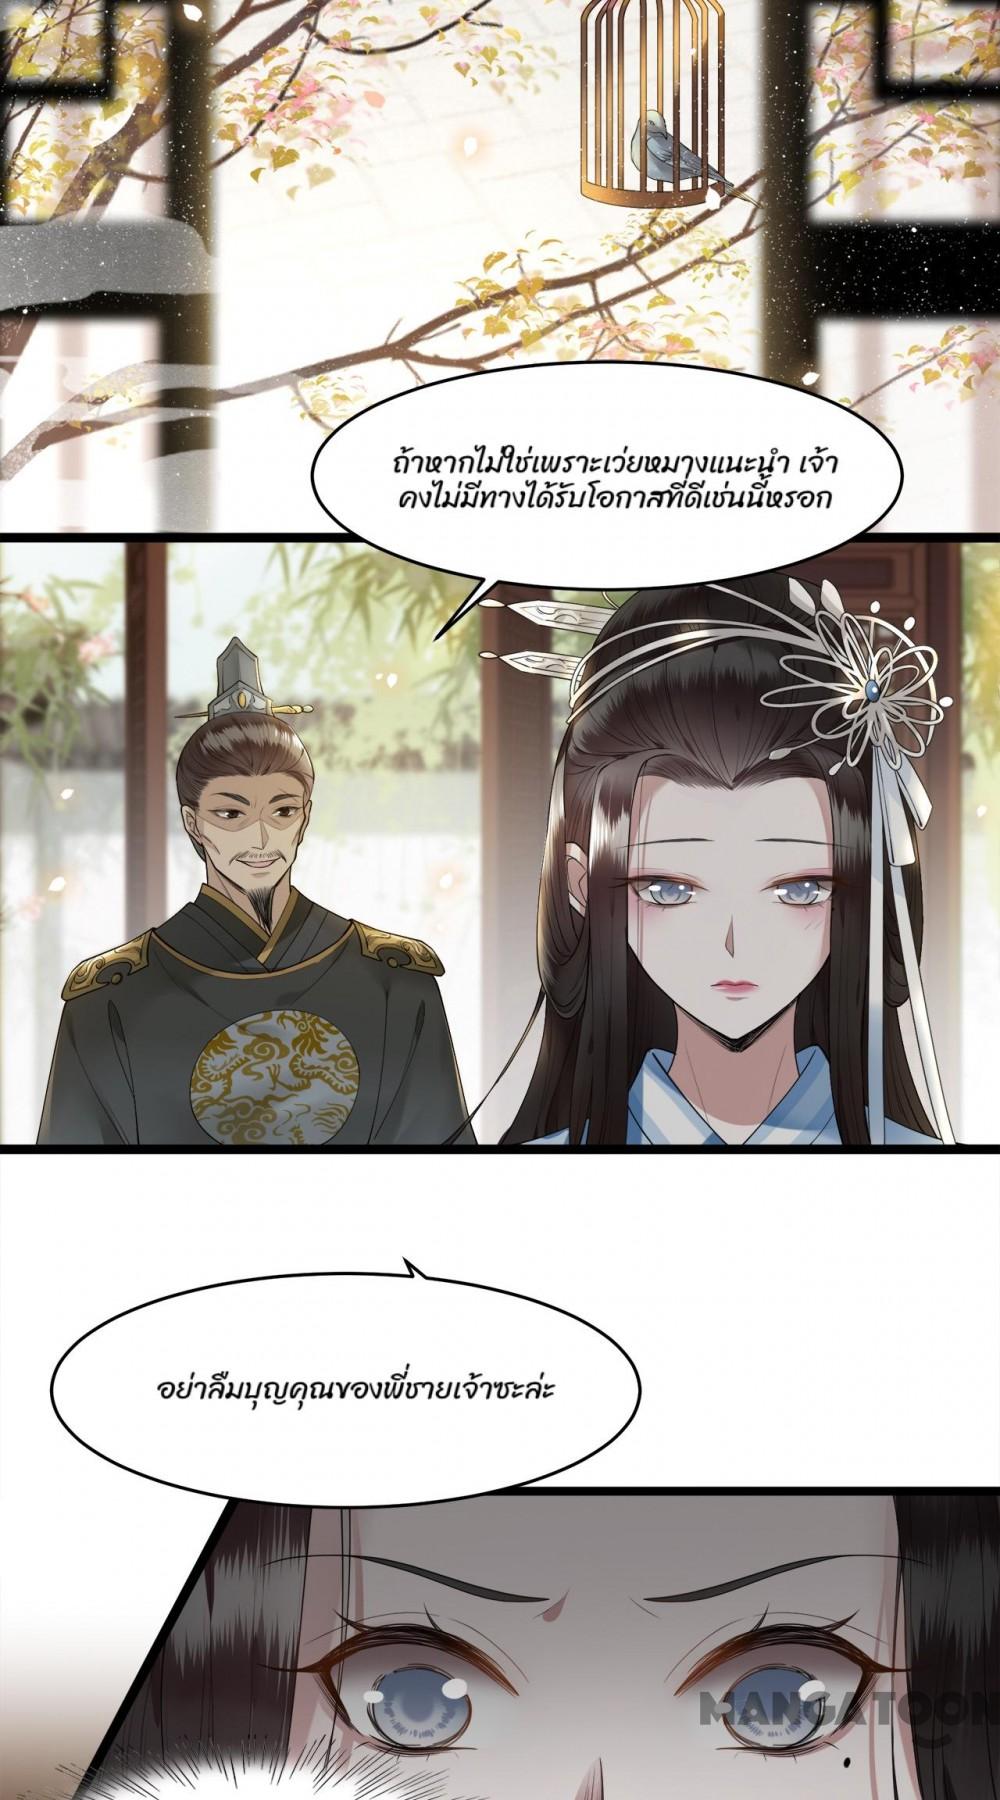 ถ้าหากไม่ใช่เพราะเว่ยหมางแนะนำ เจ้า
คงไม่มีทางได้รับโอกาสที่ดีเช่นนี้หรอก
อย่าลืมบุญคุณของพี่ชายเจ้าซะล่ะ
MANGATOON